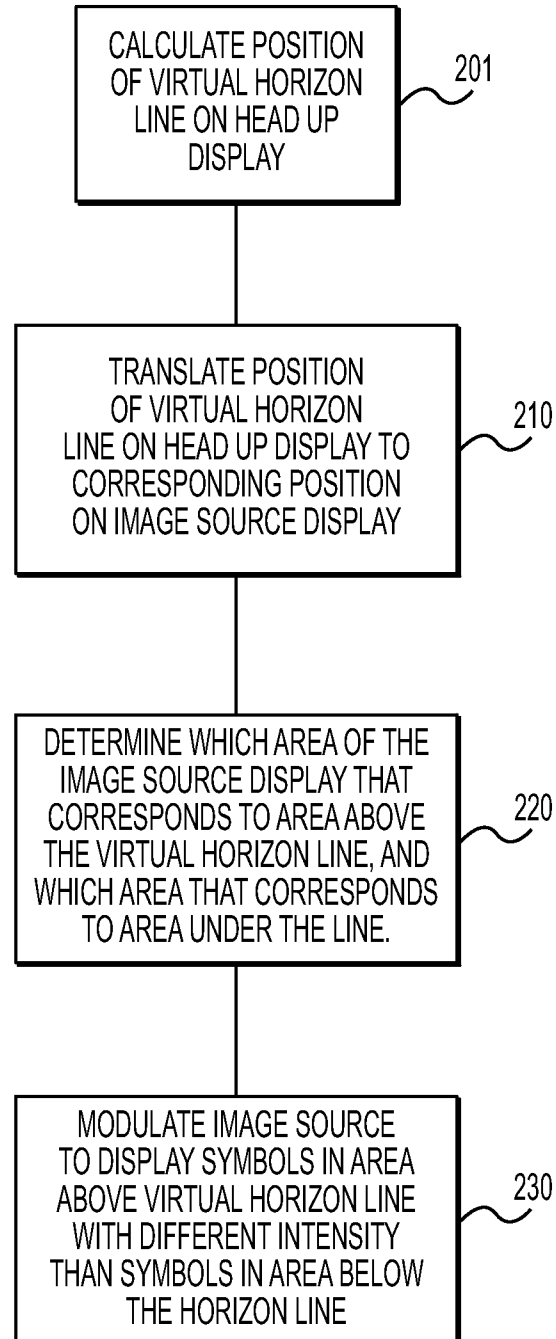 CALCULATE POSITION
OF VIRTUAL HORIZON
LINE ON HEAD UP
DISPLAY
201
TRANSLATE POSITION
OF VIRTUAL HORIZON
LINE ON HEAD UP DISPLAY TO
CORRESPONDING POSITION
ON IMAGE SOURCE DISPLAY
210
DETERMINE WHICH AREA OF THE
IMAGE SOURCE DISPLAY THAT
CORRESPONDS TO AREA ABOVE
THE VIRTUAL HORIZON LINE, AND
WHICH AREA THAT CORRESPONDS
TO AREA UNDER THE LINE.
220
MODULATE IMAGE SOURCE
TO DISPLAY SYMBOLS IN AREA
ABOVE VIRTUAL HORIZON LINE
WITH DIFFERENT INTENSITY
THAN SYMBOLS IN AREA BELOW
THE HORIZON LINE
230